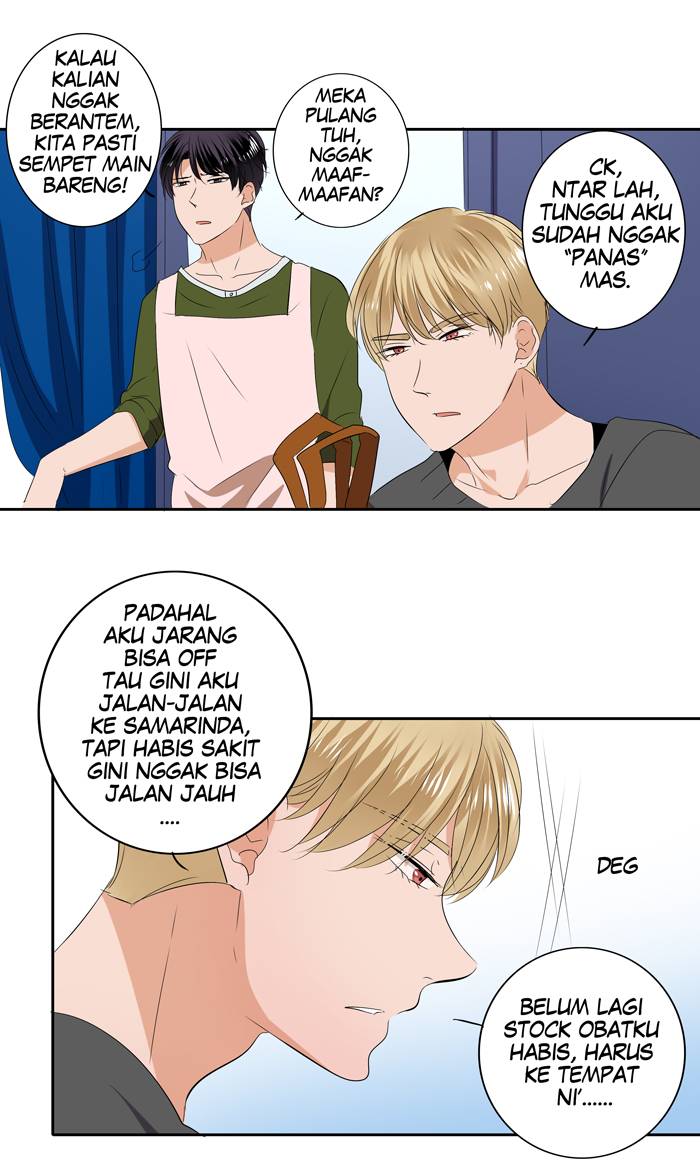 KALAU
KALIAN
NGGAK
BERANTEM,
KITA PASTI
SEMPET MAIN
BARENG!
MEKA
PULANG
TUH,
NGGAK
MAAF-
MAAFAN?
CK,
NTAR LAH,
TUNGGU AKU
SUDAH NGGAK
"PANAS"
MAS.
PADAHAL
AKU JARANG
BISA OFF
TAU GINI AKU
JALAN-JALAN
KE SAMARINDA,
TAPI HABIS SAKIT
GINI NGGAK BISA
JALAN JAUH
....
DEG
BELUM LAGI
STOCK OBATKU
HABIS, HARUS
KE TEMPAT
NI'......